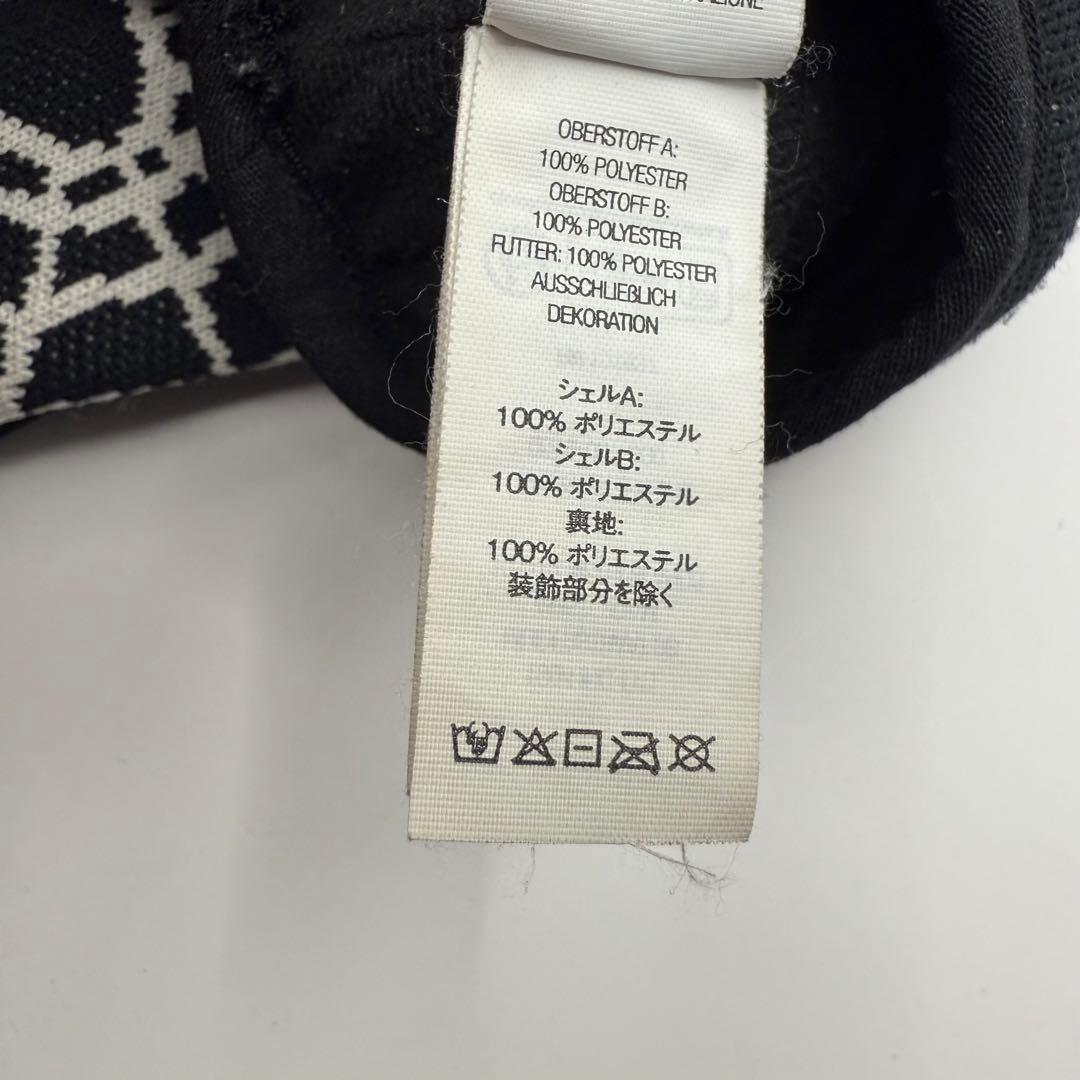 OBERSTOFF A:
100% POLYESTER
OBERSTOFF B:
100% POLYESTER
FUTTER: 100% POLYESTER
AUSSCHLIEßLICH
DEKORATION
シェルA:
100% ポリエステル
シェルB:
100% ポリエステル
裏地:
100% ポリエステル
装飾部分を除く